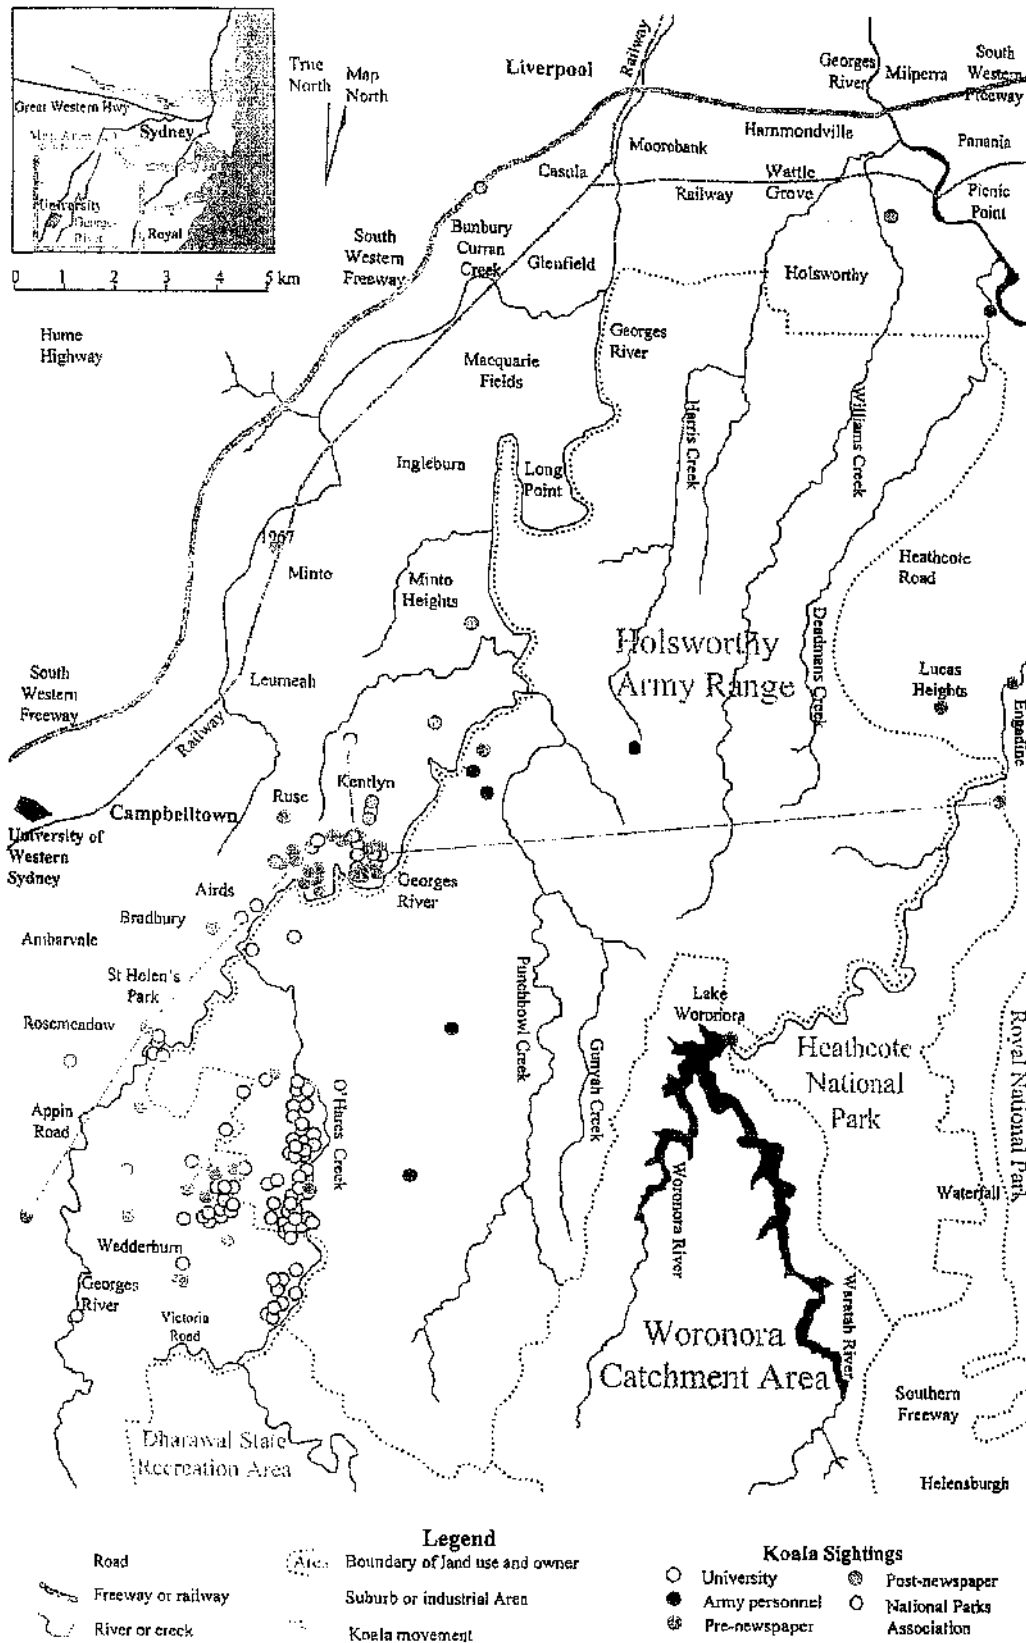 Great Western Hwy
Sydney
Map Area
University
Georges
River
Royal
0 1 2 3 4 5 km
True
North
Map
North
Liverpool
Railway
Georges
River
Milperra
South
Western
Freeway
Hammondville
Moorebank
Panania
Casula
Wattle
Grove
Railway
Picnic
Point
South
Western
Freeway
Bunbury
Curran
Creek
Glenfield
Holsworthy
Hume
Highway
Georges
River
Macquarie
Fields
Harris Creek
Williams Creek
Ingleburn
Long
Point
1967
Minto
Minto
Heights
Heathcote
Road
Holsworthy
Army Range
Deadmans Creek
Lucas
Heights
Engadine
South
Western
Freeway
Leumeah
Railway
Kentlyn
Ruse
Campbelltown
University of
Western
Sydney
Georges
River
Airds
Bradbury
Ambarvale
St Helen's
Park
Rosemeadow
Punchbowl Creek
Gunyah Creek
Lake
Woronora
Heathcote
National
Park
Royal National Park
Appin
Road
O'Hares Creek
Woronora River
Waterfall
Wedderburn
Georges
River
Victoria
Road
Waratah River
Woronora
Catchment Area
Southern
Freeway
Dharawal State
Recreation Area
Helensburgh
Legend
Road
Freeway or railway
River or creek
Area
Boundary of land use and owner
Suburb or industrial Area
Koala movement
Koala Sightings
University
Army personnel
Pre-newspaper
Post-newspaper
National Parks
Association